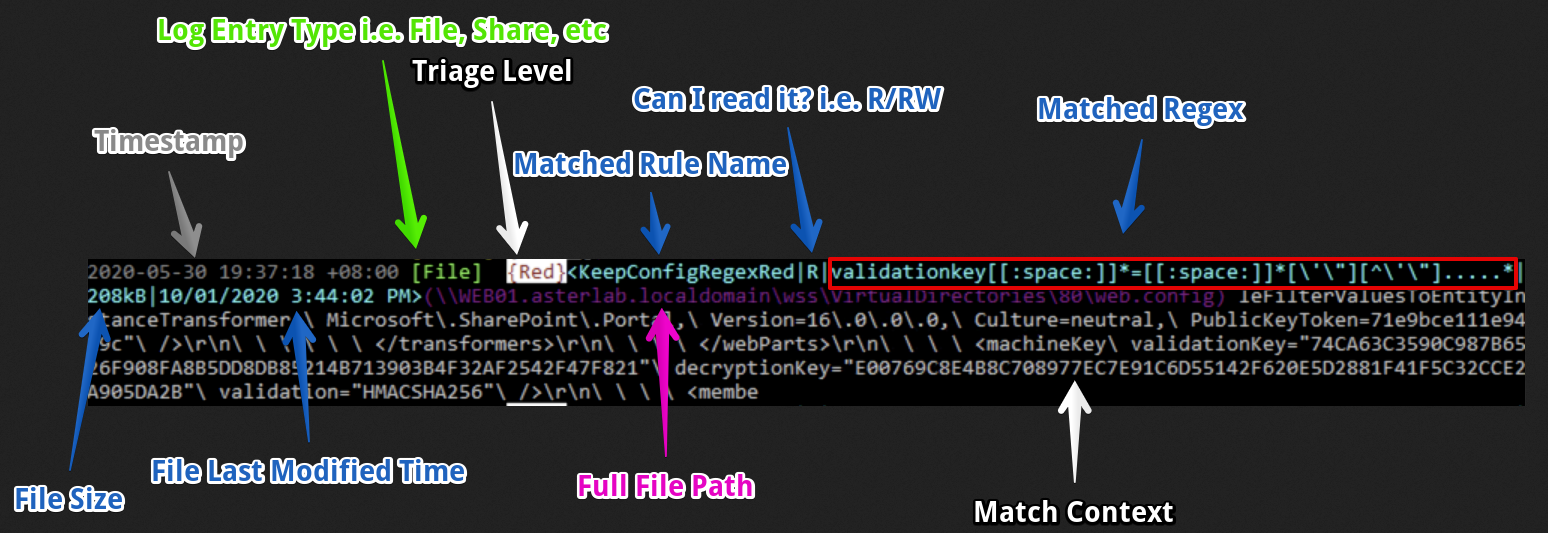 Log Entry Type i.e. File, Share, etc
Triage Level
Can I read it? i.e. R/RW
Matched Regex
Timestamp
Matched Rule Name
2020-05-30 19:37:18 +08:00 [File] {Red}<KeepConfigRegexRed|R|validationkey[[:space:]]*=[[:space:]]*[\'\"][^\'\"].....*|
208kB|10/01/2020 3:44:02 PM>(\\WEB01.asterlab.localdomain\wss\VirtualDirectories\80\web.config) leFilterValuesToEntityIn
stanceTransformer,\ Microsoft\.SharePoint\.Portal,\ Version=16\.0\.0\.0,\ Culture=neutral,\ PublicKeyToken=71e9bce111e94
9c"\ />\r\n\ \ \ \ \ \ </transformers>\r\n\ \ \ \ </webParts>\r\n\ \ \ \ <machineKey\ validationKey="74CA63C3590C987B65
26F908FA8B5DD8DB85214B713903B4F32AF2542F47F821"\ decryptionKey="E00769C8E4B8C708977EC7E91C6D55142F620E5D2881F41F5C32CCE2
A905DA2B"\ validation="HMACSHA256"\ />\r\n\ \ \ \ <membe
File Last Modified Time
Full File Path
File Size
Match Context